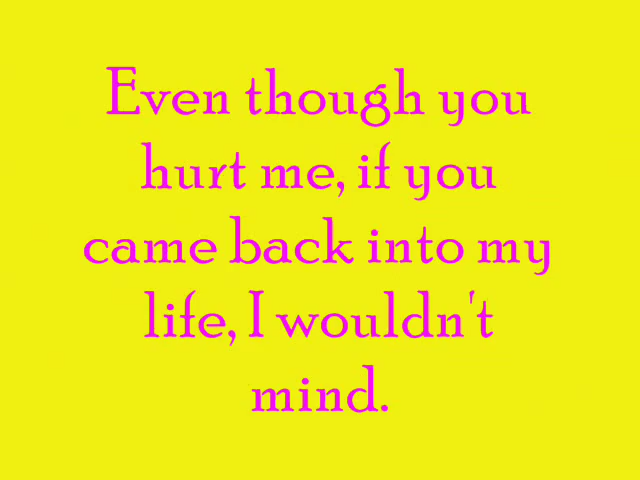 Even though you
hurt me, if you
came back into my
life, I wouldn't
mind.